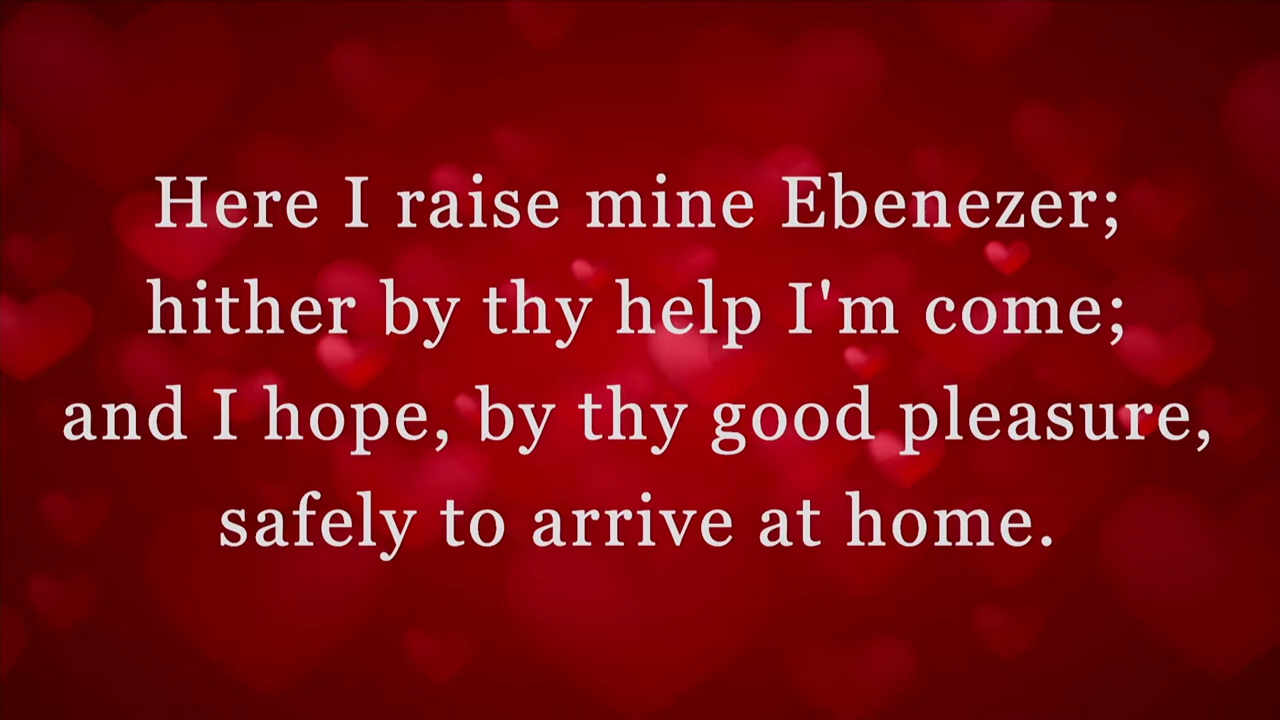 Here I raise mine Ebenezer;
hither by thy help I'm come;
and I hope, by thy good pleasure,
safely to arrive at home.